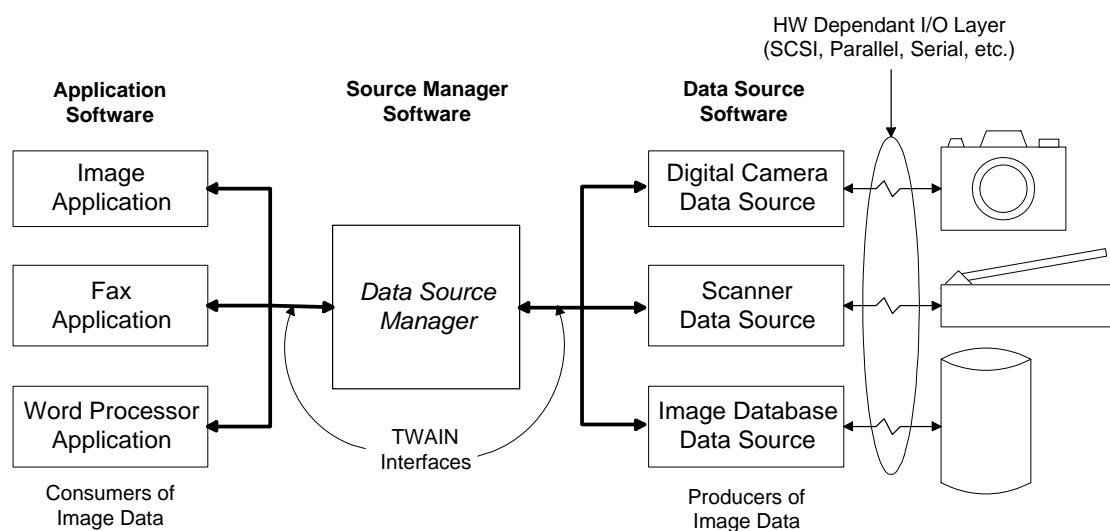 HW Dependant I/O Layer
(SCSI, Parallel, Serial, etc.)
Application
Software
Source Manager
Software
Data Source
Software
Image
Application
Fax
Application
Word Processor
Application
Consumers of
Image Data
Data Source
Manager
TWAIN
Interfaces
Digital Camera
Data Source
Scanner
Data Source
Image Database
Data Source
Producers of
Image Data